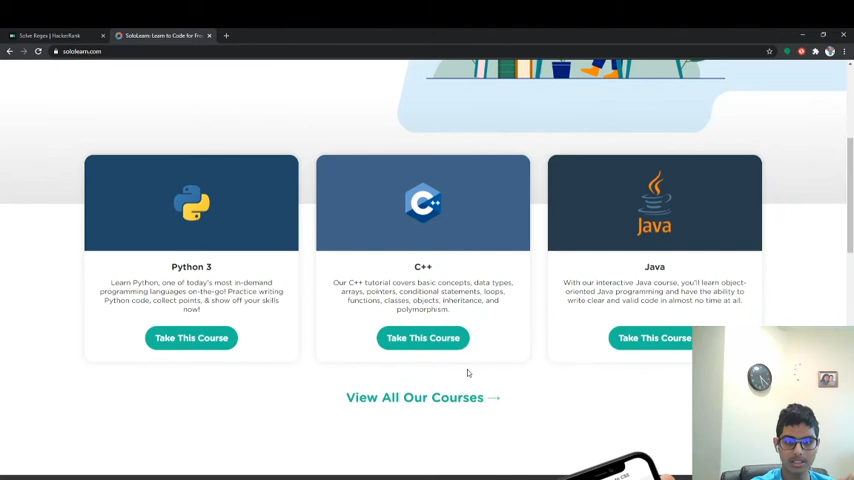 Solve Regex | HackerRank
SoloLearn: Learn to Code for Fre
sololearn.com
Java
Python 3
Learn Python, one of today's most in-demand
programming languages on-the-go! Practice writing
Python code, collect points, & show off your skills
now!
Take This Course
C++
Our C++ tutorial covers basic concepts, data types,
arrays, pointers, conditional statements, loops,
functions, classes, objects, inheritance, and
polymorphism.
Take This Course
Java
With our interactive Java course, you'll learn object-
oriented Java programming and have the ability to
write clear and valid code in almost no time at all.
Take This Course
View All Our Courses →
to CSE